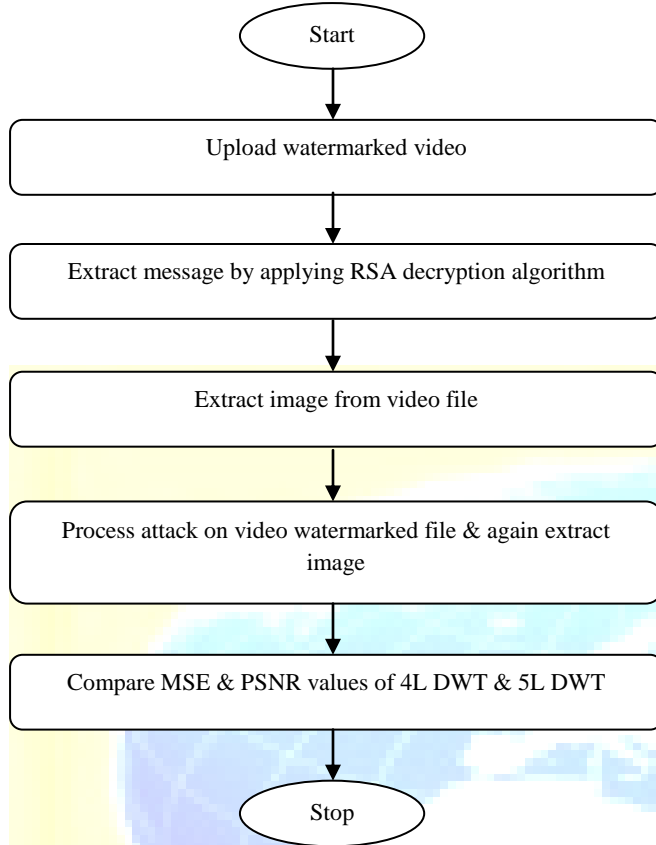 Start
Upload watermarked video
Extract message by applying RSA decryption algorithm
Extract image from video file
Process attack on video watermarked file & again extract
image
Compare MSE & PSNR values of 4L DWT & 5L DWT
Stop